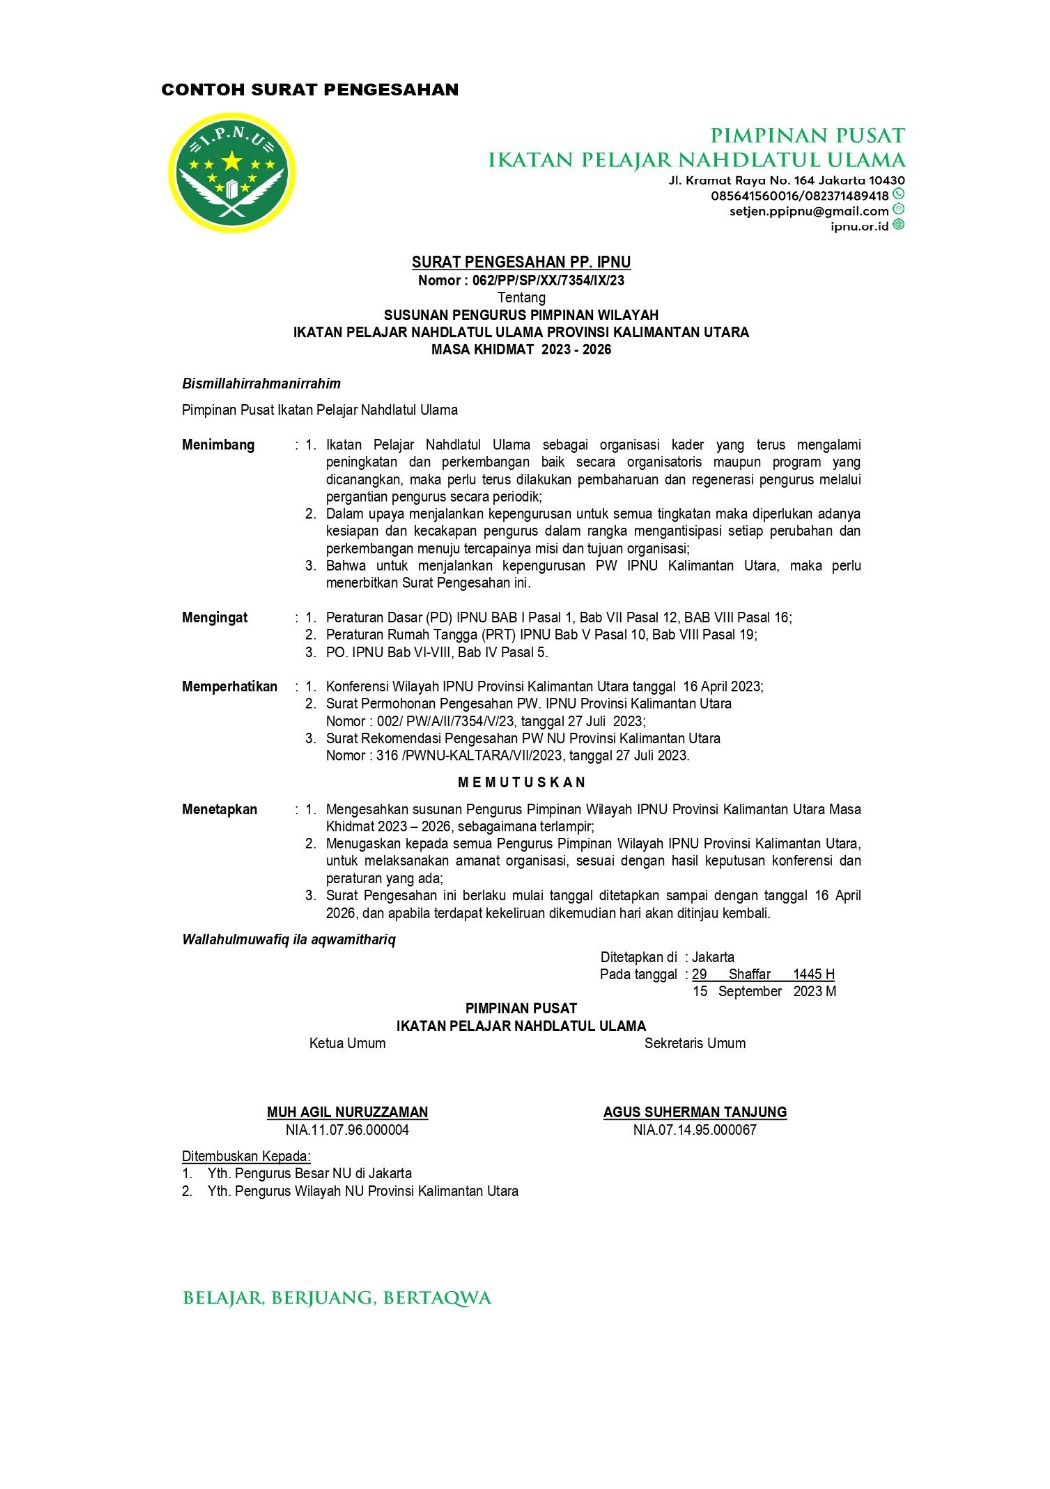 CONTOH SURAT PENGESAHAN
I.P.N.U
PIMPINAN PUSAT
IKATAN PELAJAR NAHDLATUL ULAMA
Jl. Kramat Raya No. 164 Jakarta 10430
085641560016/082371489418
setjen.ppipnu@gmail.com
ipnu.or.id
SURAT PENGESAHAN PP. IPNU
Nomor : 062/PP/SP/XX/7354/IX/23
Tentang
SUSUNAN PENGURUS PIMPINAN WILAYAH
IKATAN PELAJAR NAHDLATUL ULAMA PROVINSI KALIMANTAN UTARA
MASA KHIDMAT 2023 - 2026
Bismillahirrahmanirrahim
Pimpinan Pusat Ikatan Pelajar Nahdlatul Ulama
Menimbang : 1. Ikatan Pelajar Nahdlatul Ulama sebagai organisasi kader yang terus mengalami
peningkatan dan perkembangan baik secara organisatoris maupun program yang
dicanangkan, maka perlu terus dilakukan pembaharuan dan regenerasi pengurus melalui
pergantian pengurus secara periodik;
2. Dalam upaya menjalankan kepengurusan untuk semua tingkatan maka diperlukan adanya
kesiapan dan kecakapan pengurus dalam rangka mengantisipasi setiap perubahan dan
perkembangan menuju tercapainya misi dan tujuan organisasi;
3. Bahwa untuk menjalankan kepengurusan PW IPNU Kalimantan Utara, maka perlu
menerbitkan Surat Pengesahan ini.
Mengingat : 1. Peraturan Dasar (PD) IPNU BAB I Pasal 1, Bab VII Pasal 12, BAB VIII Pasal 16;
2. Peraturan Rumah Tangga (PRT) IPNU Bab V Pasal 10, Bab VIII Pasal 19;
3. PO. IPNU Bab VI-VIII, Bab IV Pasal 5.
Memperhatikan : 1. Konferensi Wilayah IPNU Provinsi Kalimantan Utara tanggal 16 April 2023;
2. Surat Permohonan Pengesahan PW. IPNU Provinsi Kalimantan Utara
Nomor : 002/ PW/A/II/7354/V/23, tanggal 27 Juli 2023;
3. Surat Rekomendasi Pengesahan PW NU Provinsi Kalimantan Utara
Nomor : 316 /PWNU-KALTARA/VII/2023, tanggal 27 Juli 2023.
M E M U T U S K A N
Menetapkan : 1. Mengesahkan susunan Pengurus Pimpinan Wilayah IPNU Provinsi Kalimantan Utara Masa
Khidmat 2023 – 2026, sebagaimana terlampir;
2. Menugaskan kepada semua Pengurus Pimpinan Wilayah IPNU Provinsi Kalimantan Utara,
untuk melaksanakan amanat organisasi, sesuai dengan hasil keputusan konferensi dan
peraturan yang ada;
3. Surat Pengesahan ini berlaku mulai tanggal ditetapkan sampai dengan tanggal 16 April
2026, dan apabila terdapat kekeliruan dikemudian hari akan ditinjau kembali.
Wallahulmuwafiq ila aqwamithariq
Ditetapkan di : Jakarta
Pada tanggal : 29 Shaffar 1445 H
15 September 2023 M
PIMPINAN PUSAT
IKATAN PELAJAR NAHDLATUL ULAMA
Ketua Umum Sekretaris Umum
MUH AGIL NURUZZAMAN AGUS SUHERMAN TANJUNG
NIA.11.07.96.000004 NIA.07.14.95.000067
Ditembuskan Kepada:
1. Yth. Pengurus Besar NU di Jakarta
2. Yth. Pengurus Wilayah NU Provinsi Kalimantan Utara
BELAJAR, BERJUANG, BERTAQWA